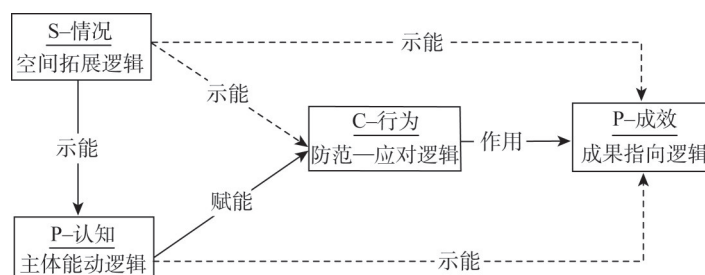 S–情况
空间拓展逻辑
示能
示能
示能
C–行为
防范—应对逻辑
作用
P–成效
成果指向逻辑
赋能
P–认知
主体能动逻辑
示能